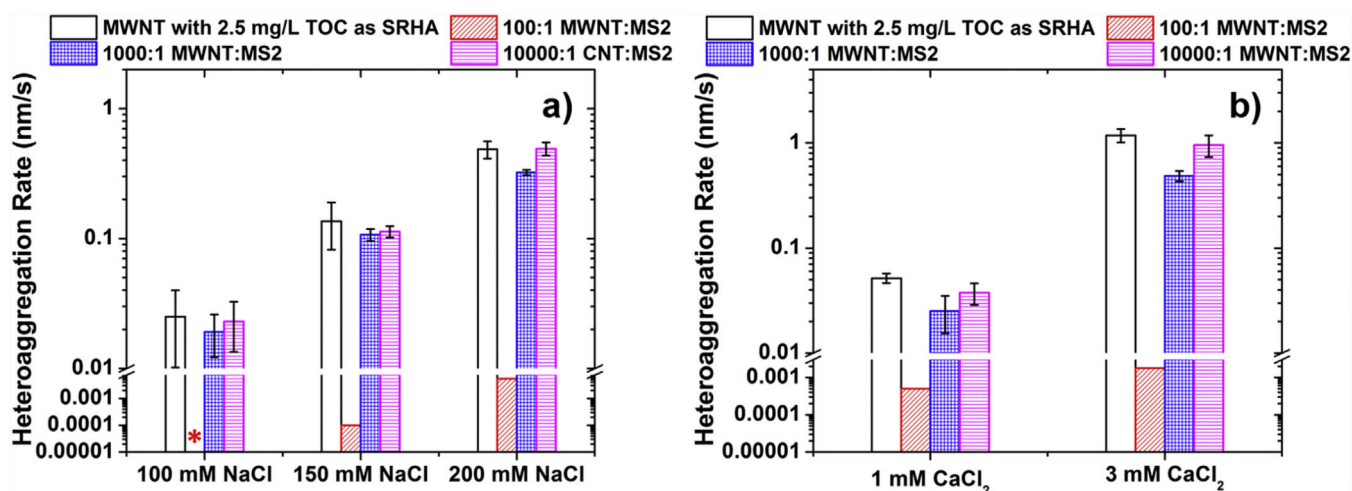 MWNT with 2.5 mg/L TOC as SRHA
100:1 MWNT:MS2
1000:1 MWNT:MS2
10000:1 CNT:MS2
a)
Heteroaggregation Rate (nm/s)
1
0.1
0.01
0.001
0.0001
0.00001
*
100 mM NaCl
150 mM NaCl
200 mM NaCl
MWNT with 2.5 mg/L TOC as SRHA
100:1 MWNT:MS2
1000:1 MWNT:MS2
10000:1 MWNT:MS2
b)
Heteroaggregation Rate (nm/s)
1
0.1
0.01
0.001
0.0001
0.00001
1 mM CaCl₂
3 mM CaCl₂